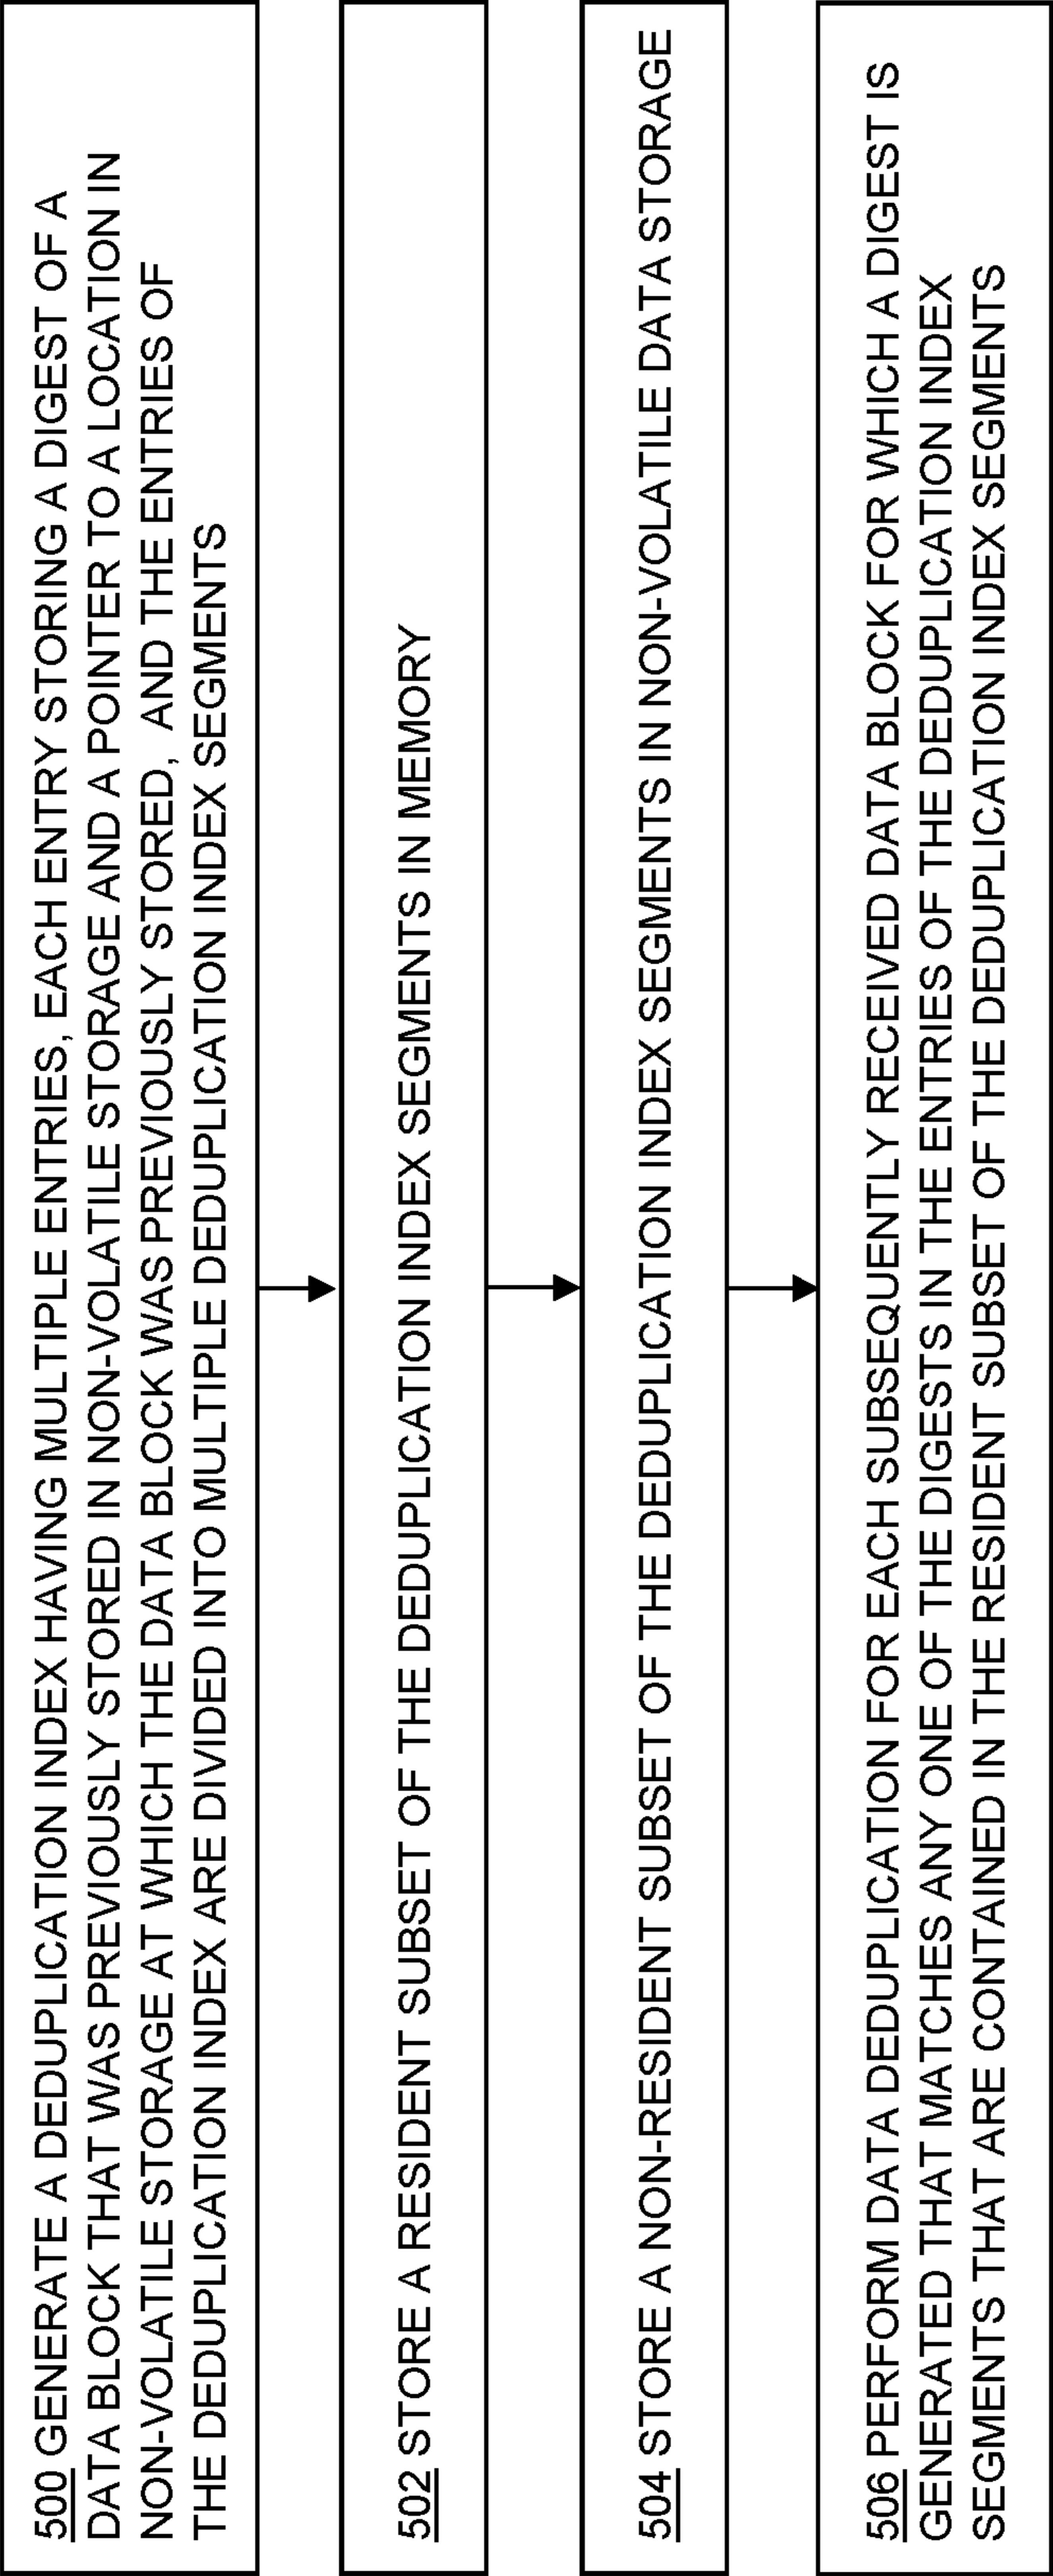 500 GENERATE A DEDUPLICATION INDEX HAVING MULTIPLE ENTRIES, EACH ENTRY STORING A DIGEST OF A
DATA BLOCK THAT WAS PREVIOUSLY STORED IN NON-VOLATILE STORAGE AND A POINTER TO A LOCATION IN
NON-VOLATILE STORAGE AT WHICH THE DATA BLOCK WAS PREVIOUSLY STORED, AND THE ENTRIES OF
THE DEDUPLICATION INDEX ARE DIVIDED INTO MULTIPLE DEDUPLICATION INDEX SEGMENTS
502 STORE A RESIDENT SUBSET OF THE DEDUPLICATION INDEX SEGMENTS IN MEMORY
504 STORE A NON-RESIDENT SUBSET OF THE DEDUPLICATION INDEX SEGMENTS IN NON-VOLATILE DATA STORAGE
506 PERFORM DATA DEDUPLICATION FOR EACH SUBSEQUENTLY RECEIVED DATA BLOCK FOR WHICH A DIGEST IS
GENERATED THAT MATCHES ANY ONE OF THE DIGESTS IN THE ENTRIES OF THE DEDUPLICATION INDEX
SEGMENTS THAT ARE CONTAINED IN THE RESIDENT SUBSET OF THE DEDUPLICATION INDEX SEGMENTS